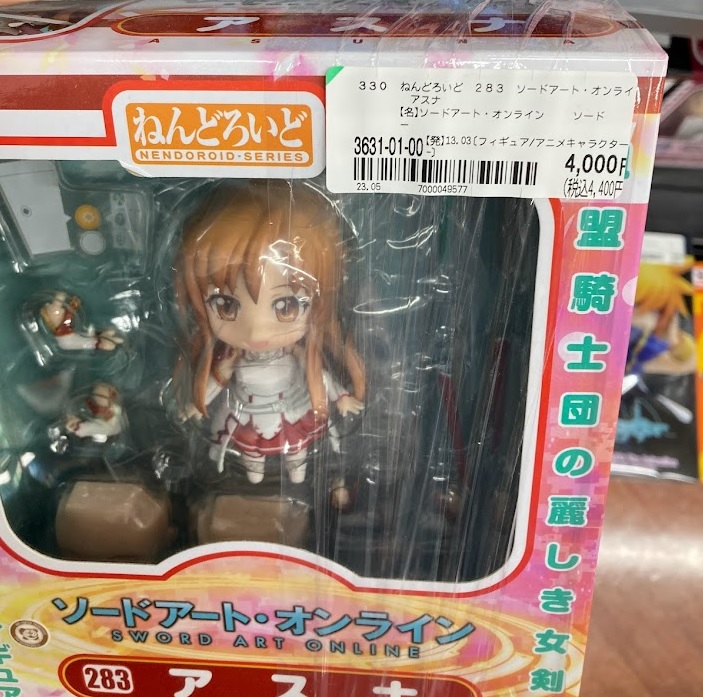 アスナ
ASUNA
ねんどろいど
NENDOROID・SERIES
330 ねんどろいど 283 ソードアート・オンライ
アスナ
【名】ソードアート・オンライン ソード
ー
3631-01-00 【発】13.03〔フィギュア/アニメキャラクター
〜〕
4,000円
23.05 7000049577 (税込4,400円
盟騎士団の麗しき女剣
ソードアート・オンライン
SWORD ART ONLINE
283 アスナ